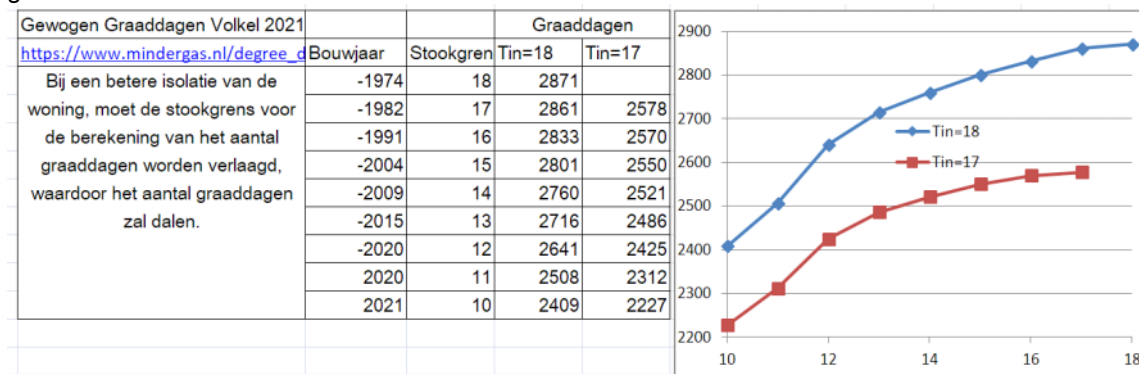 Gewogen Graaddagen Volkel 2021 Graaddagen
https://www.mindergas.nl/degree_d Bouwjaar Stookgren Tin=18 Tin=17
Bij een betere isolatie van de -1974 18 2871
woning, moet de stookgrens voor -1982 17 2861 2578
de berekening van het aantal -1991 16 2833 2570
graaddagen worden verlaagd, -2004 15 2801 2550
waardoor het aantal graaddagen -2009 14 2760 2521
zal dalen. -2015 13 2716 2486
-2020 12 2641 2425
2020 11 2508 2312
2021 10 2409 2227
2900
2800
2700
2600
2500
2400
2300
2200
Tin=18
Tin=17
10 12 14 16 18